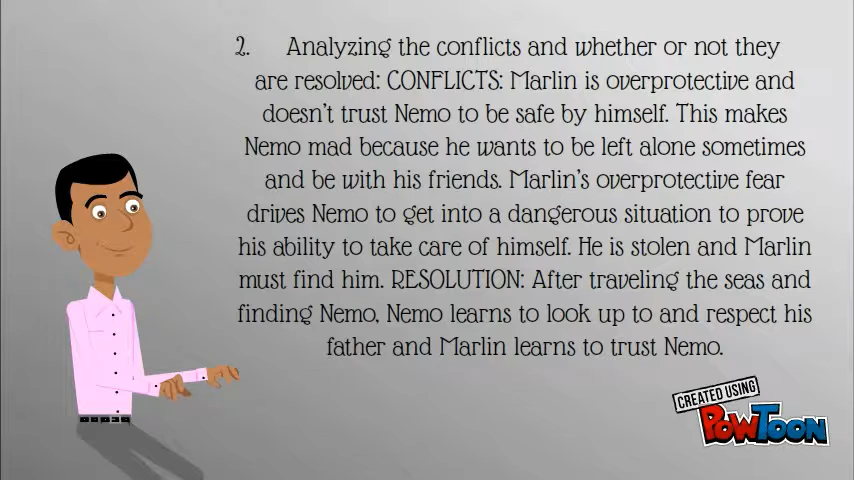 2. Analyzing the conflicts and whether or not they
are resolved: CONFLICTS: Marlin is overprotective and
doesn't trust Nemo to be safe by himself. This makes
Nemo mad because he wants to be left alone sometimes
and be with his friends. Marlin's overprotective fear
drives Nemo to get into a dangerous situation to prove
his ability to take care of himself. He is stolen and Marlin
must find him. RESOLUTION: After traveling the seas and
finding Nemo, Nemo learns to look up to and respect his
father and Marlin learns to trust Nemo.
CREATED USING
POWTOON